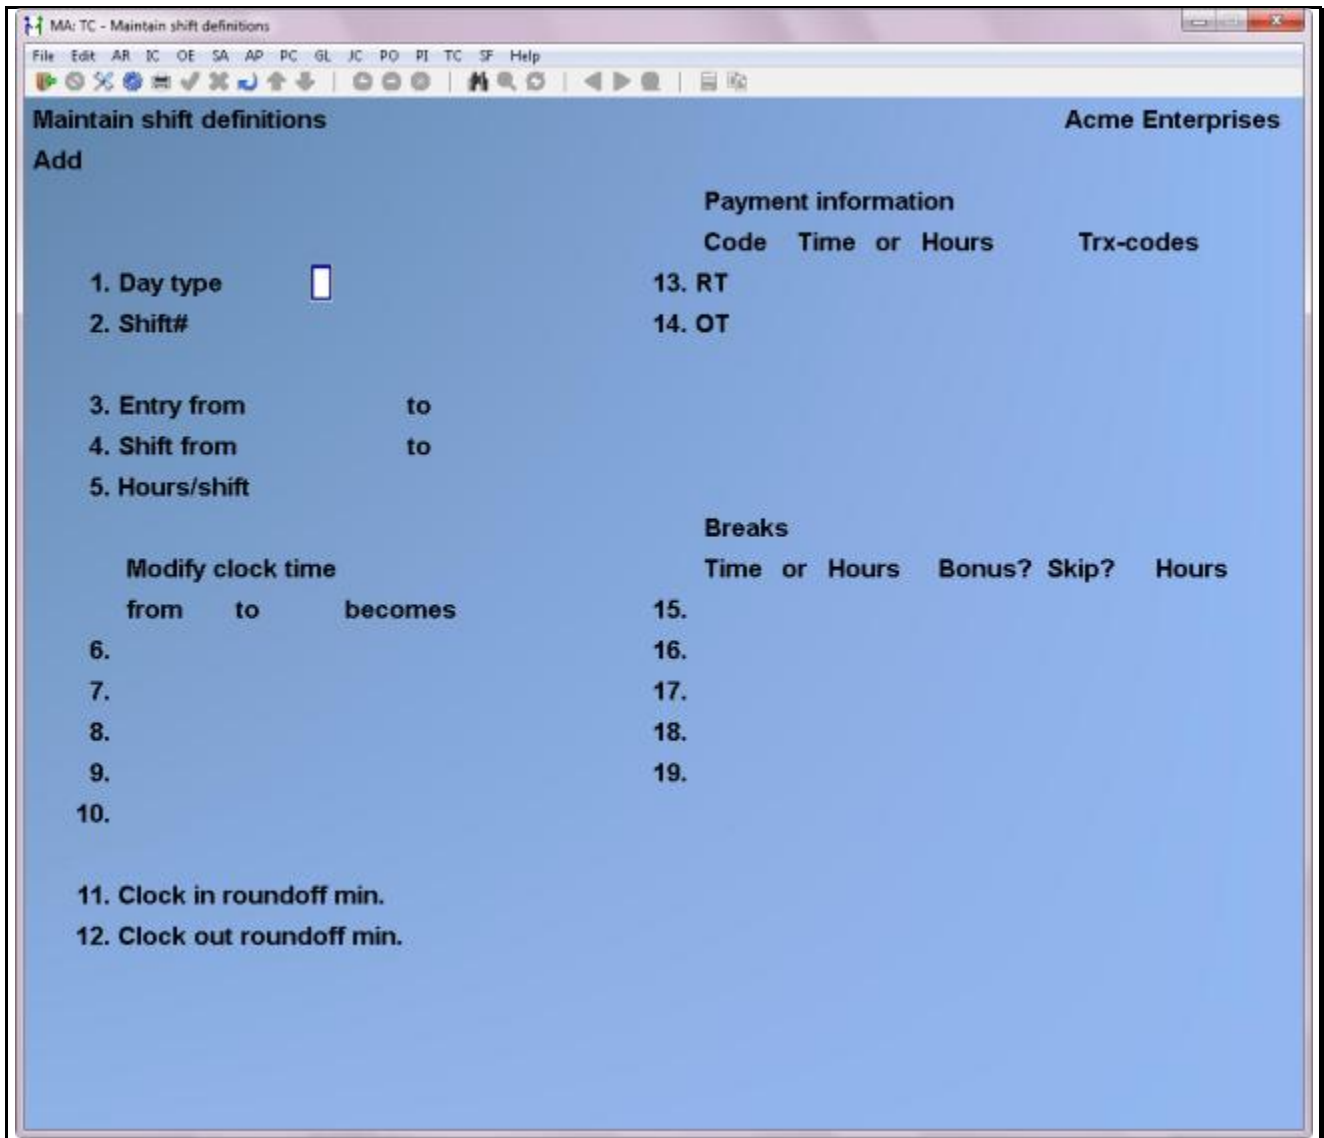 MA: TC - Maintain shift definitions
File Edit AR IC OE SA AP PC GL JC PO PI TC SF Help
Maintain shift definitions Acme Enterprises
Add
Payment information
Code Time or Hours Trx-codes
1. Day type 13. RT
2. Shift# 14. OT
3. Entry from to
4. Shift from to
5. Hours/shift
Breaks
Modify clock time Time or Hours Bonus? Skip? Hours
from to becomes 15.
6. 16.
7. 17.
8. 18.
9. 19.
10.
11. Clock in roundoff min.
12. Clock out roundoff min.